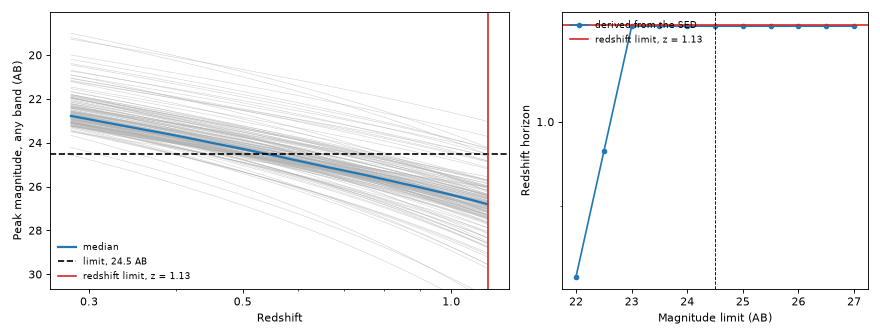 Peak magnitude, any band (AB)
20
22
24
26
28
30
median
limit, 24.5 AB
redshift limit, z = 1.13
0.3
0.5
1.0
Redshift
Redshift horizon
1.0
derived from the SED
redshift limit, z = 1.13
22
23
24
25
26
27
Magnitude limit (AB)